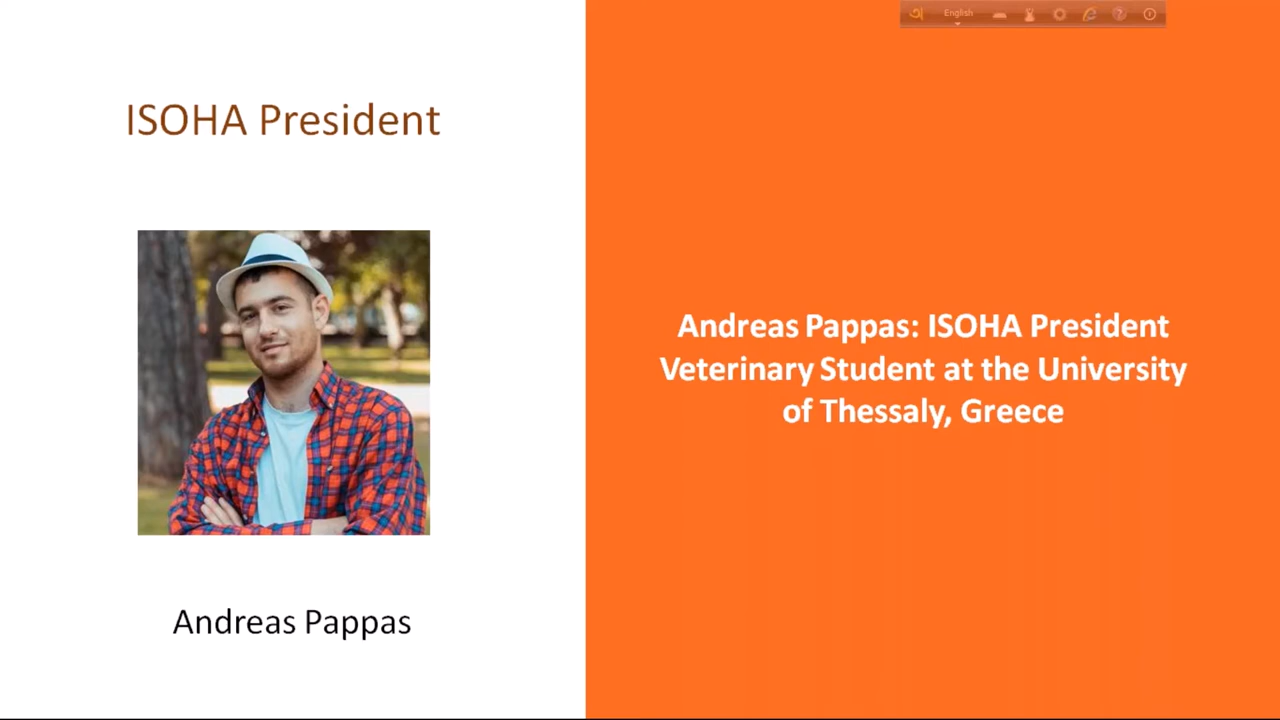 English
ISOHA President
Andreas Pappas: ISOHA President
Veterinary Student at the University
of Thessaly, Greece
Andreas Pappas